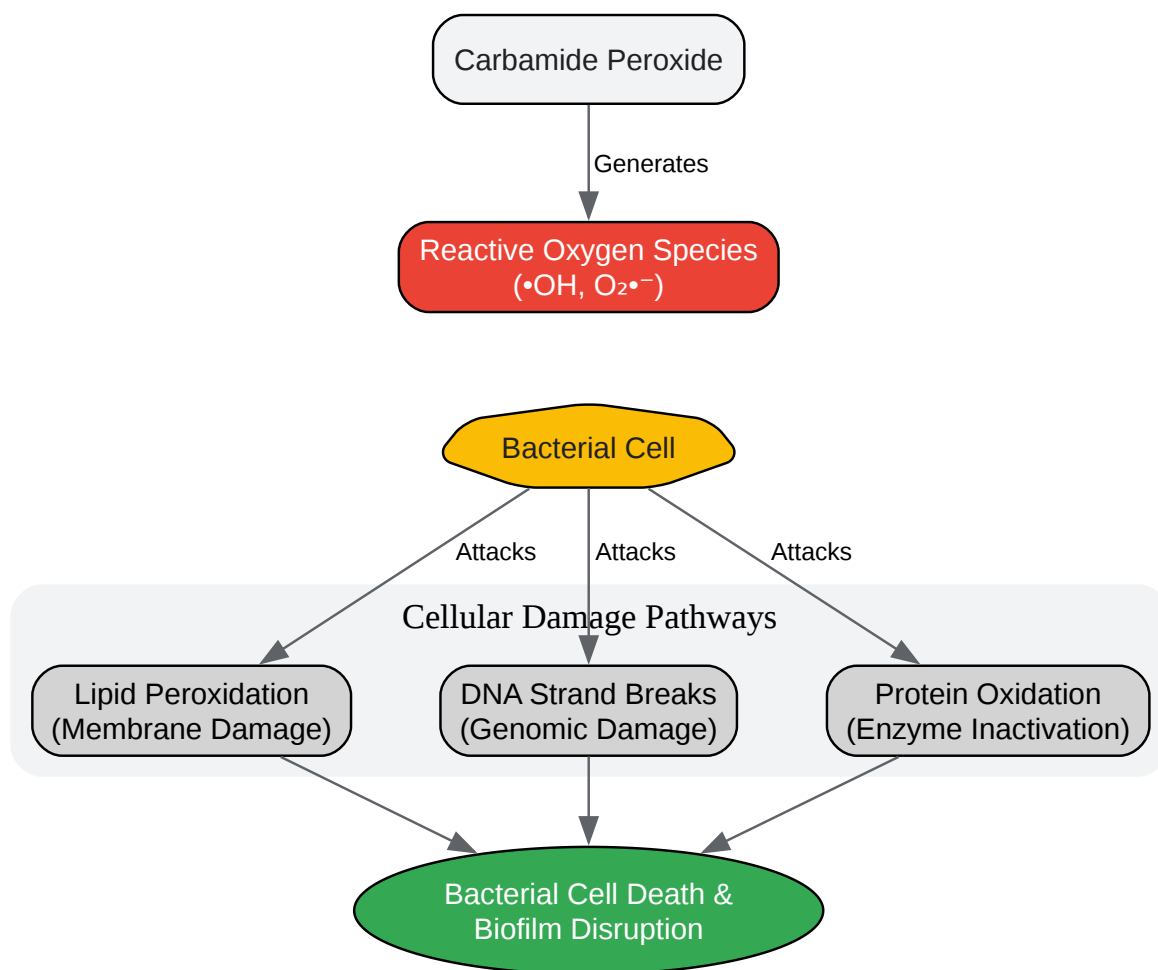 Carbamide Peroxide
Generates
Reactive Oxygen Species
(•OH, O₂•⁻)
Bacterial Cell
Attacks
Attacks
Attacks
Cellular Damage Pathways
Lipid Peroxidation
(Membrane Damage)
DNA Strand Breaks
(Genomic Damage)
Protein Oxidation
(Enzyme Inactivation)
Bacterial Cell Death &
Biofilm Disruption